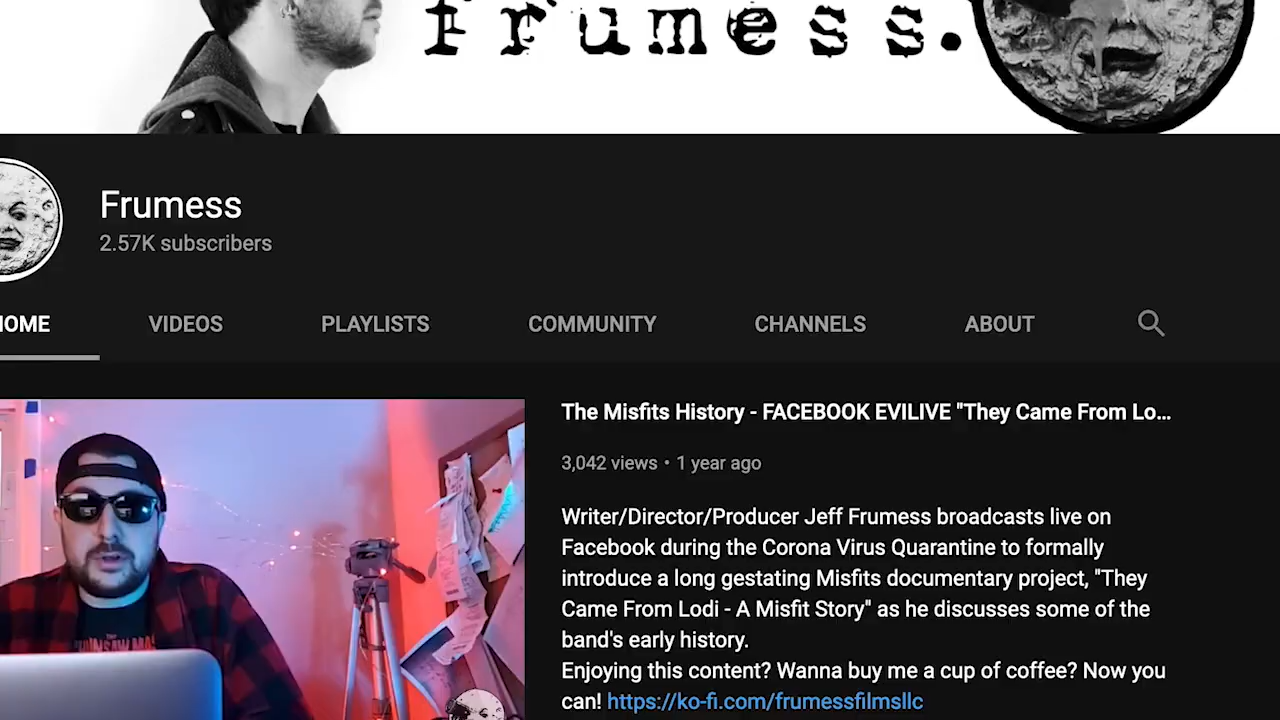 frumess.
Frumess
2.57K subscribers
HOME VIDEOS PLAYLISTS COMMUNITY CHANNELS ABOUT
The Misfits History - FACEBOOK EVILIVE "They Came From Lo...
3,042 views • 1 year ago
Writer/Director/Producer Jeff Frumess broadcasts live on
Facebook during the Corona Virus Quarantine to formally
introduce a long gestating Misfits documentary project, "They
Came From Lodi - A Misfit Story" as he discusses some of the
band's early history.
Enjoying this content? Wanna buy me a cup of coffee? Now you
can! https://ko-fi.com/frumessfilmsllc